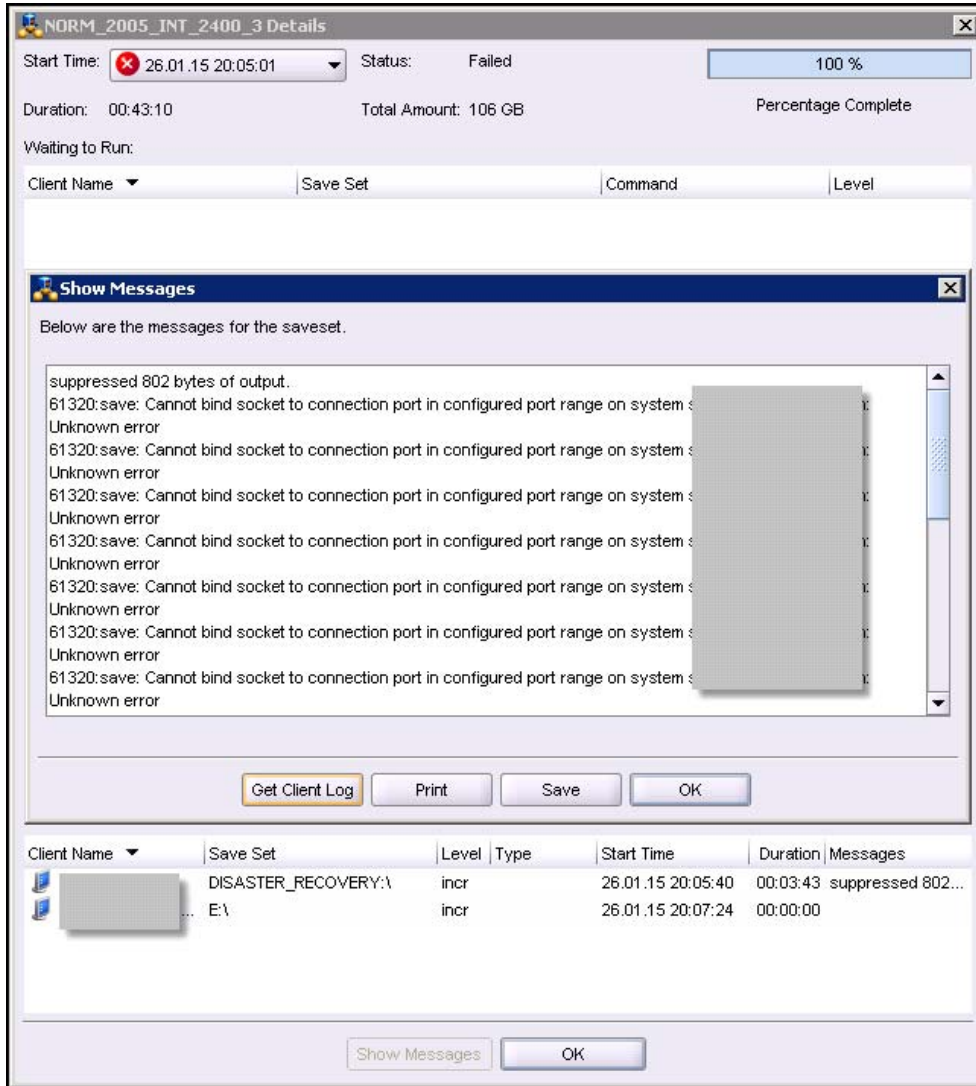 NORM_2005_INT_2400_3 Details
Start Time: 26.01.15 20:05:01 Status: Failed 100 %
Duration: 00:43:10 Total Amount: 106 GB Percentage Complete
Waiting to Run:
Client Name Save Set Command Level
Show Messages
Below are the messages for the saveset.
suppressed 802 bytes of output.
61320:save: Cannot bind socket to connection port in configured port range on system
Unknown error
61320:save: Cannot bind socket to connection port in configured port range on system
Unknown error
61320:save: Cannot bind socket to connection port in configured port range on system
Unknown error
61320:save: Cannot bind socket to connection port in configured port range on system
Unknown error
61320:save: Cannot bind socket to connection port in configured port range on system
Unknown error
61320:save: Cannot bind socket to connection port in configured port range on system
Unknown error
61320:save: Cannot bind socket to connection port in configured port range on system
Unknown error
Get Client Log Print Save OK
Client Name Save Set Level Type Start Time Duration Messages
DISASTER_RECOVERY:\ incr 26.01.15 20:05:40 00:03:43 suppressed 802...
... E:\ incr 26.01.15 20:07:24 00:00:00
Show Messages OK